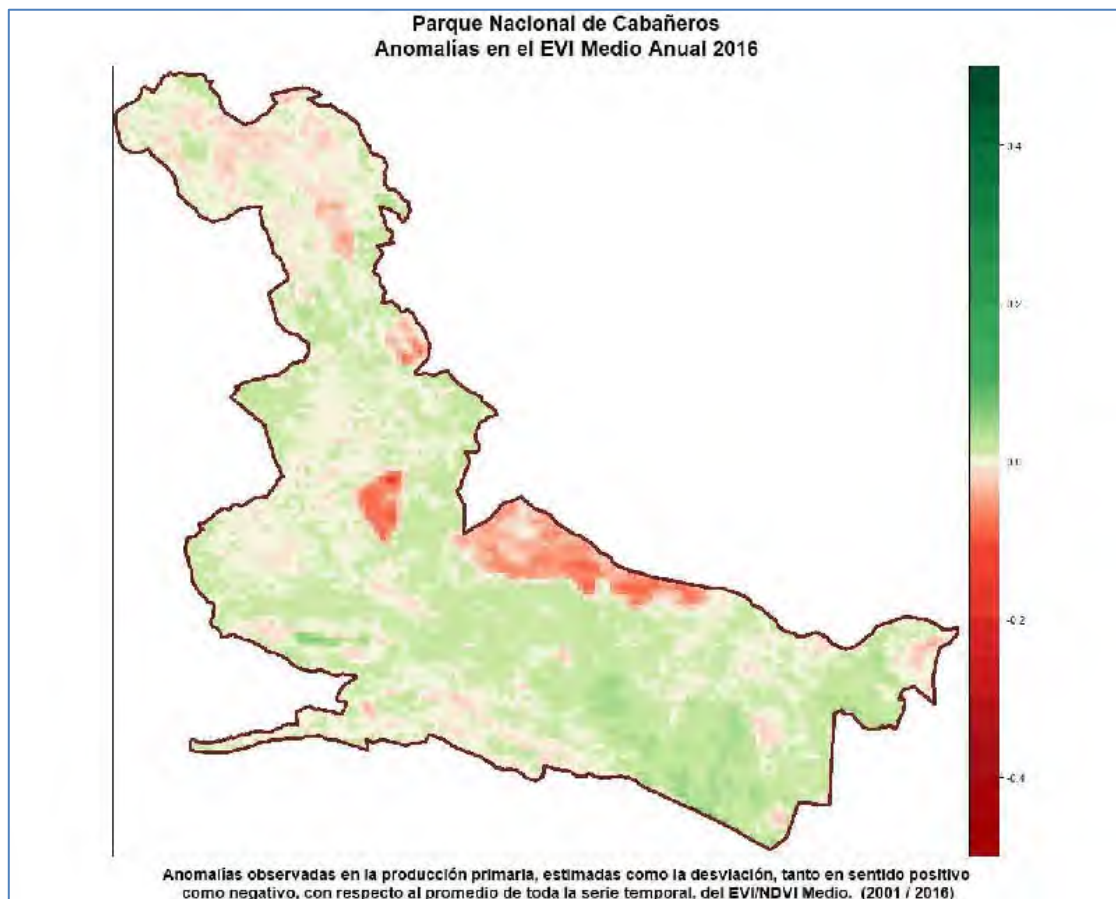 Parque Nacional de Cabañeros
Anomalías en el EVI Medio Anual 2016
0.4
0.2
0.0
-0.2
-0.4
Anomalías observadas en la producción primaria, estimadas como la desviación, tanto en sentido positivo
como negativo, con respecto al promedio de toda la serie temporal, del EVI/NDVI Medio. (2001 / 2016)